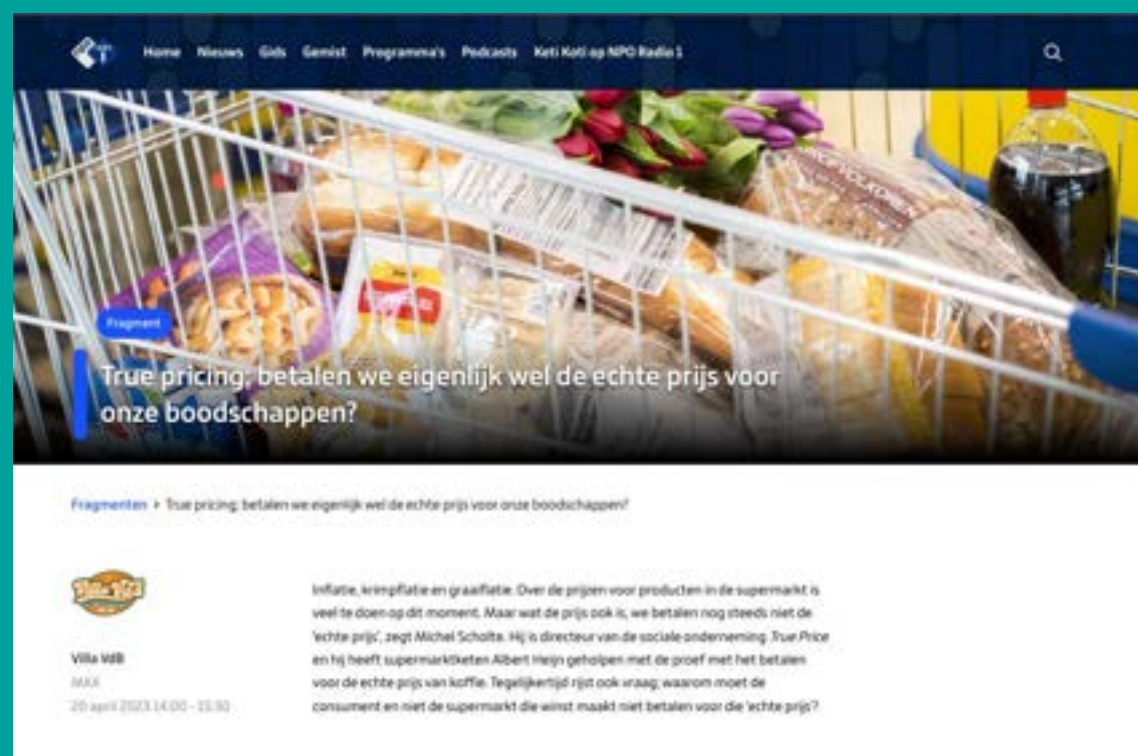 Home Nieuws Gids Gemist Programma's Podcasts Keti Koti op NPO Radio 1
Fragment
True pricing; betalen we eigenlijk wel de echte prijs voor
onze boodschappen?
Fragmenten › True pricing; betalen we eigenlijk wel de echte prijs voor onze boodschappen?
Villa VdB
MAX
20 april 2023 14:00 - 15:30
Inflatie, krimpflatie en graaiflatie. Over de prijzen voor producten in de supermarkt is
veel te doen op dit moment. Maar wat de prijs ook is, we betalen nog steeds niet de
'echte prijs', zegt Michel Scholte. Hij is directeur van de sociale onderneming True Price
en hij heeft supermarktketen Albert Heijn geholpen met de proef met het betalen
voor de echte prijs van koffie. Tegelijkertijd rijst ook vraag; waarom moet de
consument en niet de supermarkt die winst maakt niet betalen voor die 'echte prijs'?